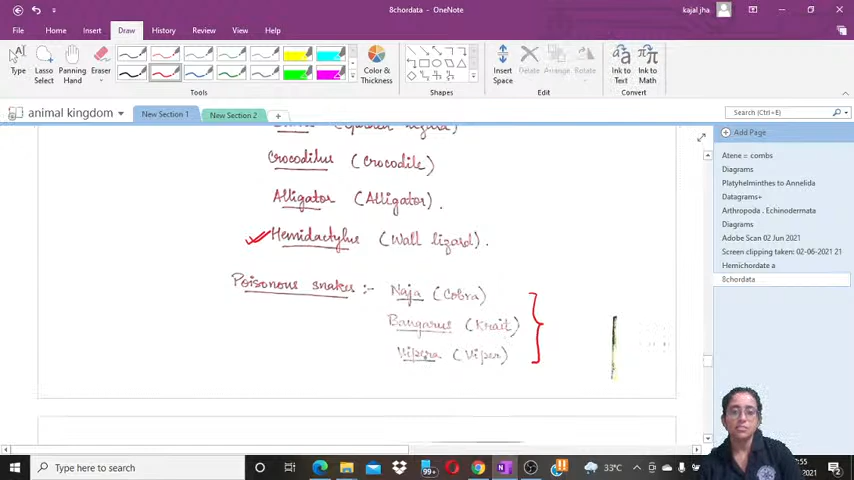 8chordata - OneNote
kajal jha
File Home Insert Draw History Review View Help
Type
Lasso Select
Panning Hand
Eraser
Color & Thickness
Insert Space
Delete
Arrange
Rotate
Ink to Text
Ink to Math
Tools
Shapes
Edit
Convert
animal kingdom
New Section 1
New Section 2
+
Search (Ctrl+E)
Add Page
Atene = combs
Diagrams
Platyhelminthes to Annelida
Datagrams+
Arthropoda . Echinodermata
Diagrams
Adobe Scan 02 Jun 2021
Screen clipping taken: 02-06-2021 21
Hemichordate a
8chordata
Crocodilus (Crocodile)
Alligator (Alligator).
Hemidactylus (Wall lizard).
Poisonous snakes :- Naja (Cobra)
Bangarus (Krait)
Vipera (Viper)
Type here to search
99+
33°C